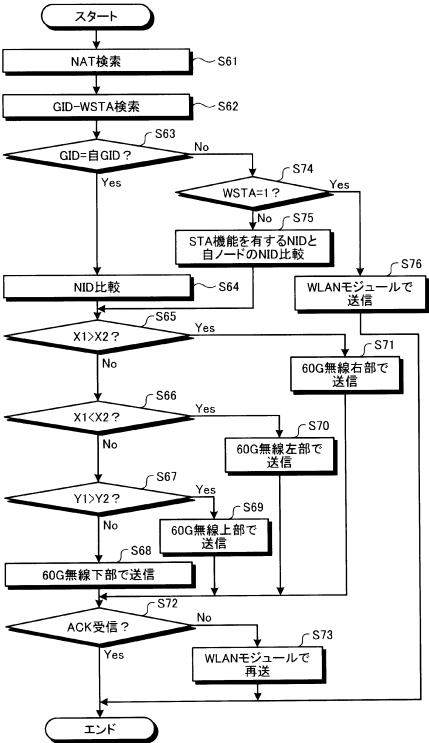 スタート
NAT検索
S61
GID-WSTA検索
S62
GID=自GID?
S63
No
Yes
WSTA=1?
S74
Yes
No
STA機能を有するNIDと
自ノードのNID比較
S75
NID比較
S64
WLANモジュールで
送信
S76
X1>X2?
S65
Yes
No
60G無線右部で
送信
S71
X1<X2?
S66
Yes
No
60G無線左部で
送信
S70
Y1>Y2?
S67
Yes
No
60G無線上部で
送信
S69
60G無線下部で送信
S68
ACK受信?
S72
No
Yes
WLANモジュールで
再送
S73
エンド